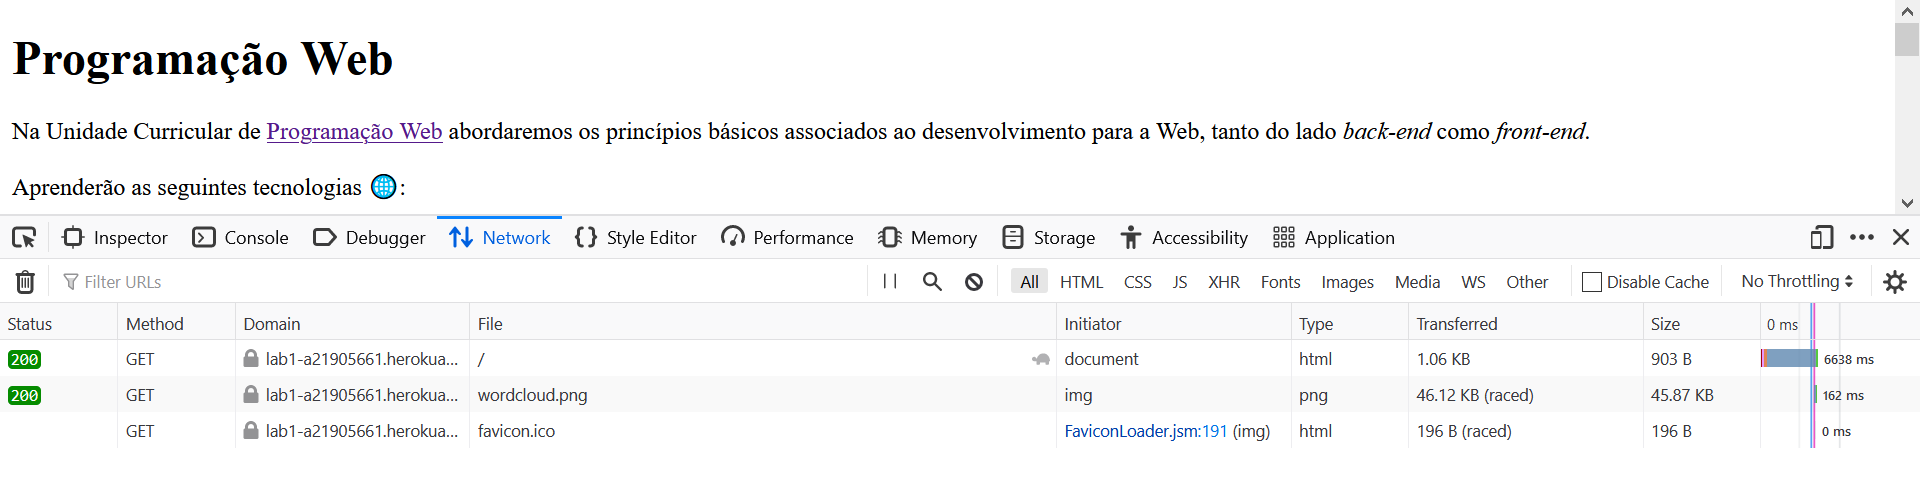 Programação Web
Na Unidade Curricular de Programação Web abordaremos os princípios básicos associados ao desenvolvimento para a Web, tanto do lado back-end como front-end.
Aprenderão as seguintes tecnologias 🌐:
Inspector Console Debugger Network Style Editor Performance Memory Storage Accessibility Application
Filter URLs All HTML CSS JS XHR Fonts Images Media WS Other Disable Cache No Throttling
Status Method Domain File Initiator Type Transferred Size 0 ms
200 GET lab1-a21905661.herokua... / document html 1.06 KB 903 B 6638 ms
200 GET lab1-a21905661.herokua... wordcloud.png img png 46.12 KB (raced) 45.87 KB 162 ms
GET lab1-a21905661.herokua... favicon.ico FaviconLoader.jsm:191 (img) html 196 B (raced) 196 B 0 ms